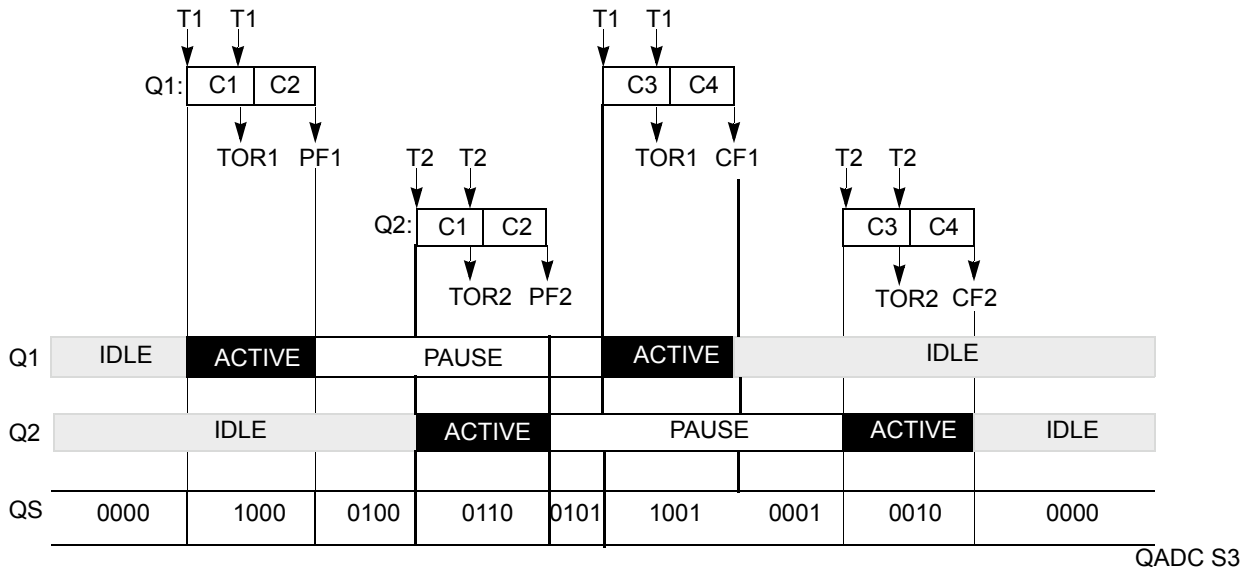 T1 T1 T1 T1
Q1: C1 C2 C3 C4
TOR1 PF1 T2 T2 TOR1 CF1 T2 T2
Q2: C1 C2 C3 C4
TOR2 PF2 TOR2 CF2
Q1 IDLE ACTIVE PAUSE ACTIVE IDLE
Q2 IDLE ACTIVE PAUSE ACTIVE IDLE
QS 0000 1000 0100 0110 0101 1001 0001 0010 0000
QADC S3